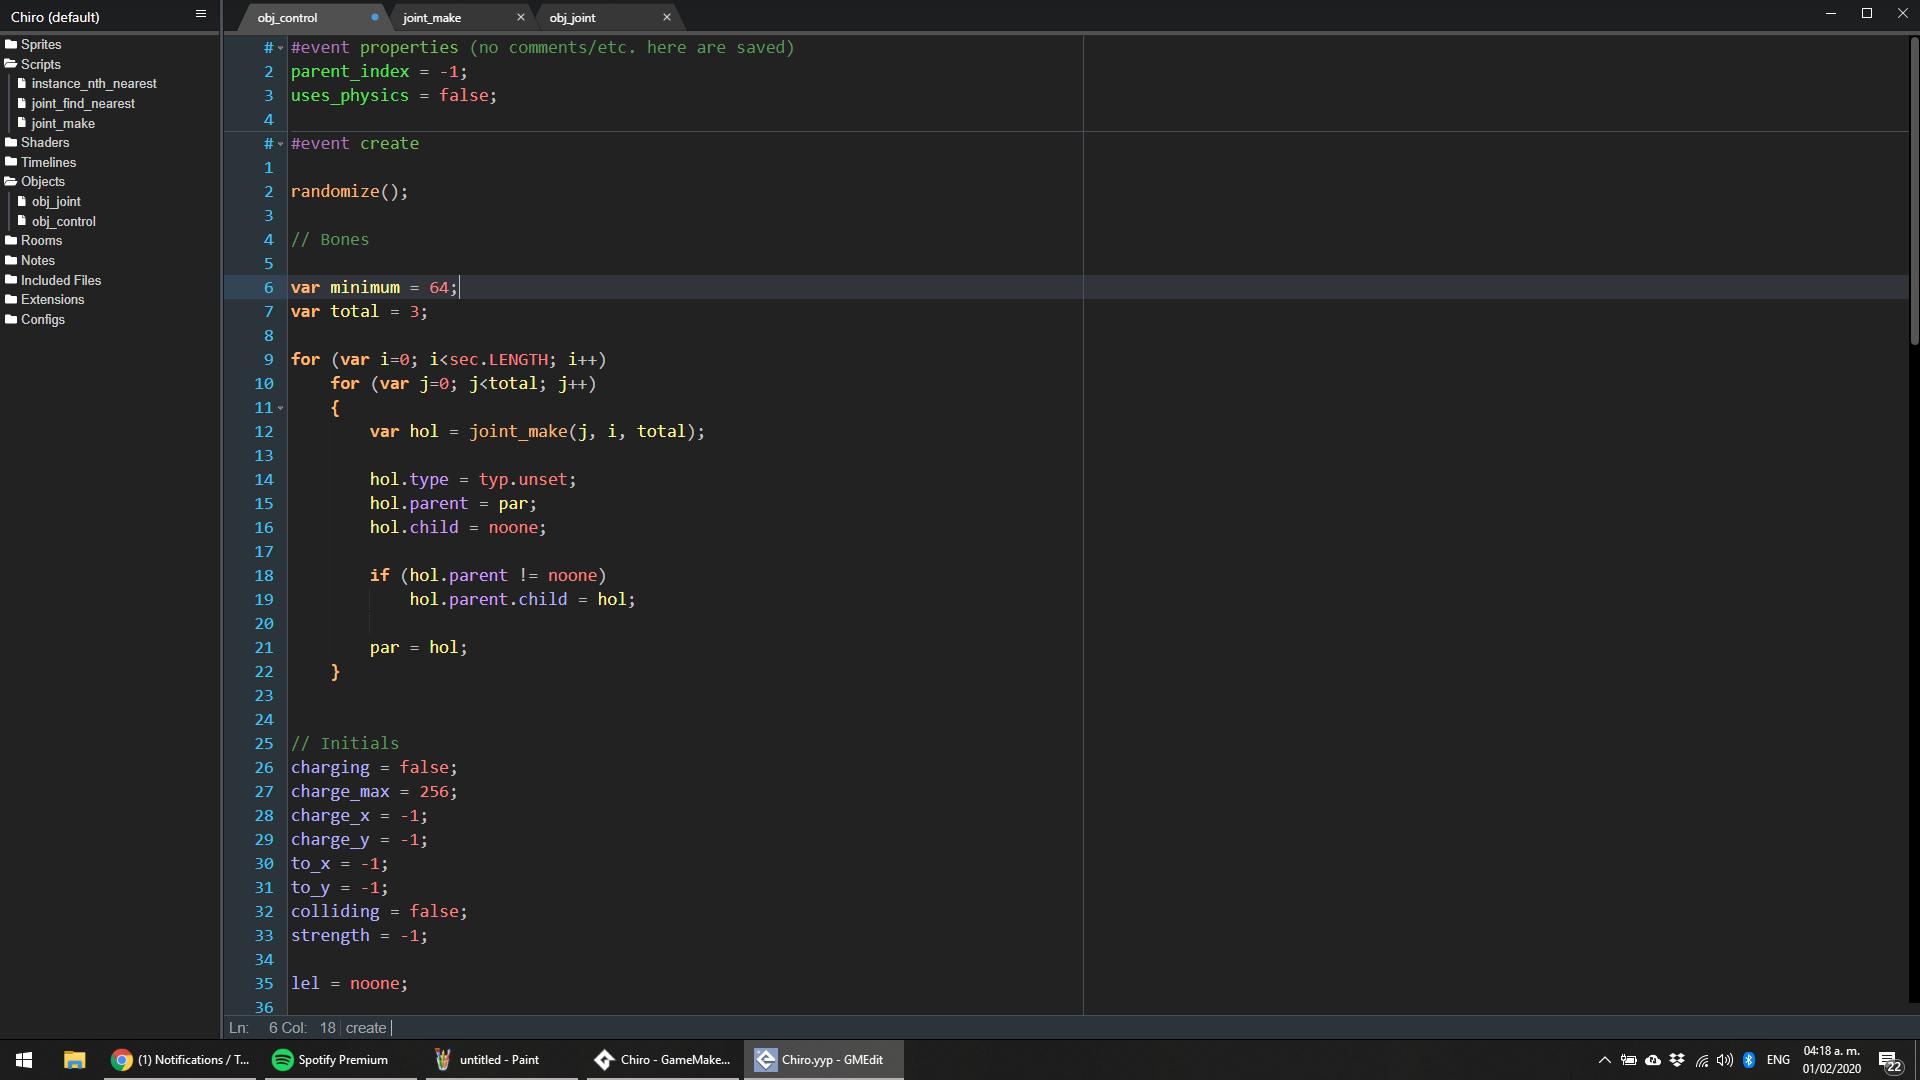 Chiro (default)
Sprites
Scripts
instance_nth_nearest
joint_find_nearest
joint_make
Shaders
Timelines
Objects
obj_joint
obj_control
Rooms
Notes
Included Files
Extensions
Configs
obj_control
joint_make
obj_joint
# #event properties (no comments/etc. here are saved)
2 parent_index = -1;
3 uses_physics = false;
4
# #event create
1
2 randomize();
3
4 // Bones
5
6 var minimum = 64;
7 var total = 3;
8
9 for (var i=0; i<sec.LENGTH; i++)
10 for (var j=0; j<total; j++)
11 {
12 var hol = joint_make(j, i, total);
13
14 hol.type = typ.unset;
15 hol.parent = par;
16 hol.child = noone;
17
18 if (hol.parent != noone)
19 hol.parent.child = hol;
20
21 par = hol;
22 }
23
24
25 // Initials
26 charging = false;
27 charge_max = 256;
28 charge_x = -1;
29 charge_y = -1;
30 to_x = -1;
31 to_y = -1;
32 colliding = false;
33 strength = -1;
34
35 lel = noone;
36
Ln: 6 Col: 18 create
(1) Notifications / T...
Spotify Premium
untitled - Paint
Chiro - GameMake...
Chiro.yyp - GMEdit
ENG
04:18 a. m.
01/02/2020
22